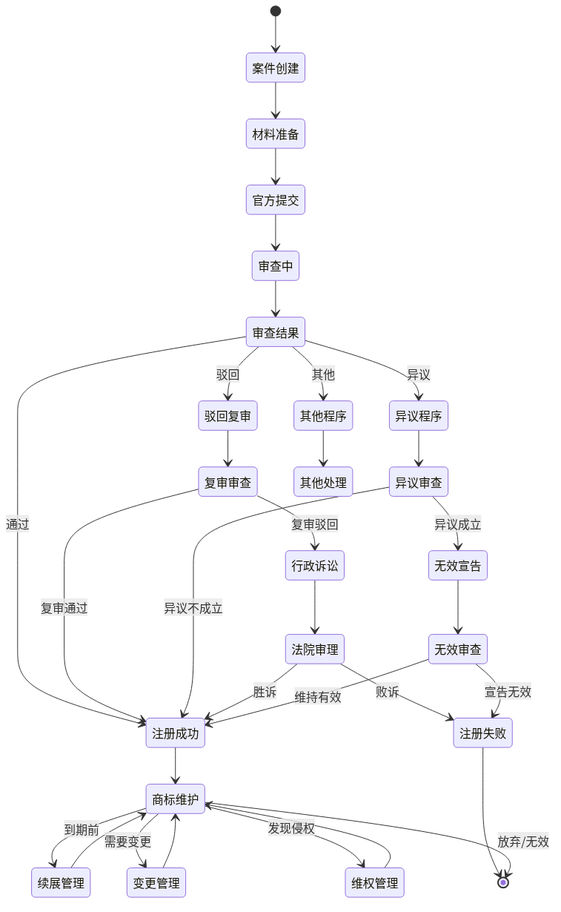 案件创建
材料准备
官方提交
审查中
审查结果
驳回
其他
异议
驳回复审
其他程序
异议程序
复审审查
其他处理
异议审查
通过
复审驳回
异议成立
行政诉讼
无效宣告
复审通过
异议不成立
法院审理
无效审查
胜诉
维持有效
败诉
宣告无效
注册成功
注册失败
商标维护
到期前
需要变更
发现侵权
放弃/无效
续展管理
变更管理
维权管理